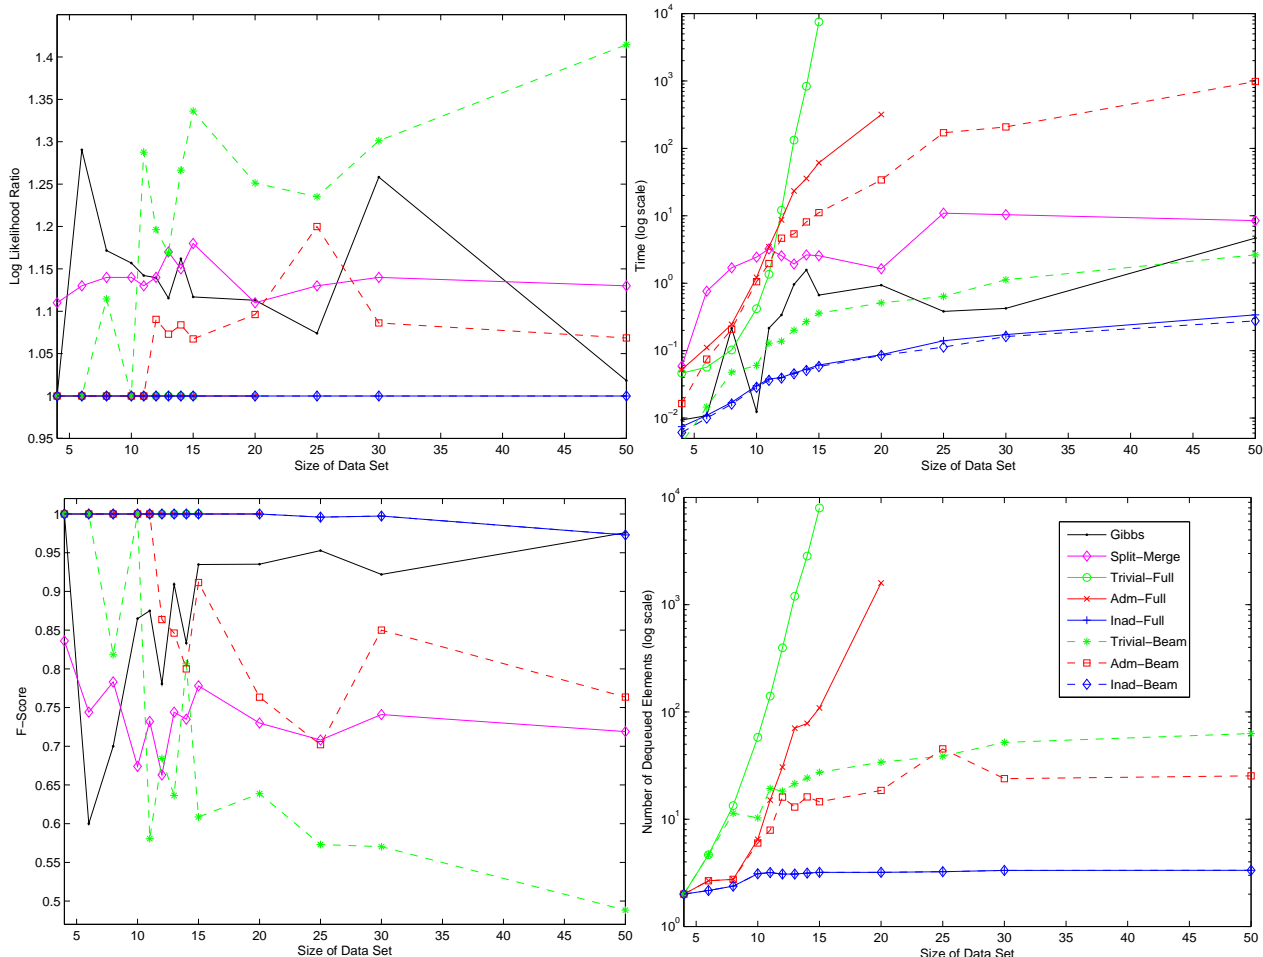 1.4
1.35
1.3
1.25
1.2
1.15
1.1
1.05
1
0.95
Log Likelihood Ratio
5 10 15 20 25 30 35 40 45 50
Size of Data Set
10^4
10^3
10^2
10^1
10^0
10^−1
10^−2
Time (log scale)
5 10 15 20 25 30 35 40 45 50
Size of Data Set
1
0.95
0.9
0.85
0.8
0.75
0.7
0.65
0.6
0.55
0.5
F−Score
5 10 15 20 25 30 35 40 45 50
Size of Data Set
10^4
10^3
10^2
10^1
10^0
Number of Dequeued Elements (log scale)
Gibbs
Split−Merge
Trivial−Full
Adm−Full
Inad−Full
Trivial−Beam
Adm−Beam
Inad−Beam
5 10 15 20 25 30 35 40 45 50
Size of Data Set